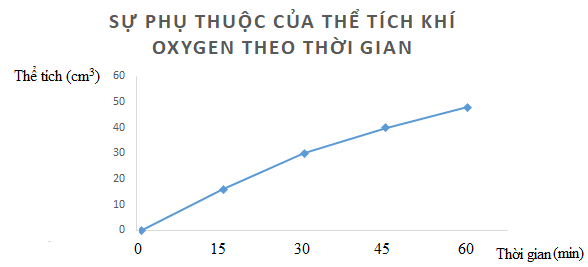 SỰ PHỤ THUỘC CỦA THỂ TÍCH KHÍ
OXYGEN THEO THỜI GIAN
Thể tích (cm³)
60
50
40
30
20
10
0
0 15 30 45 60 Thời gian (min)